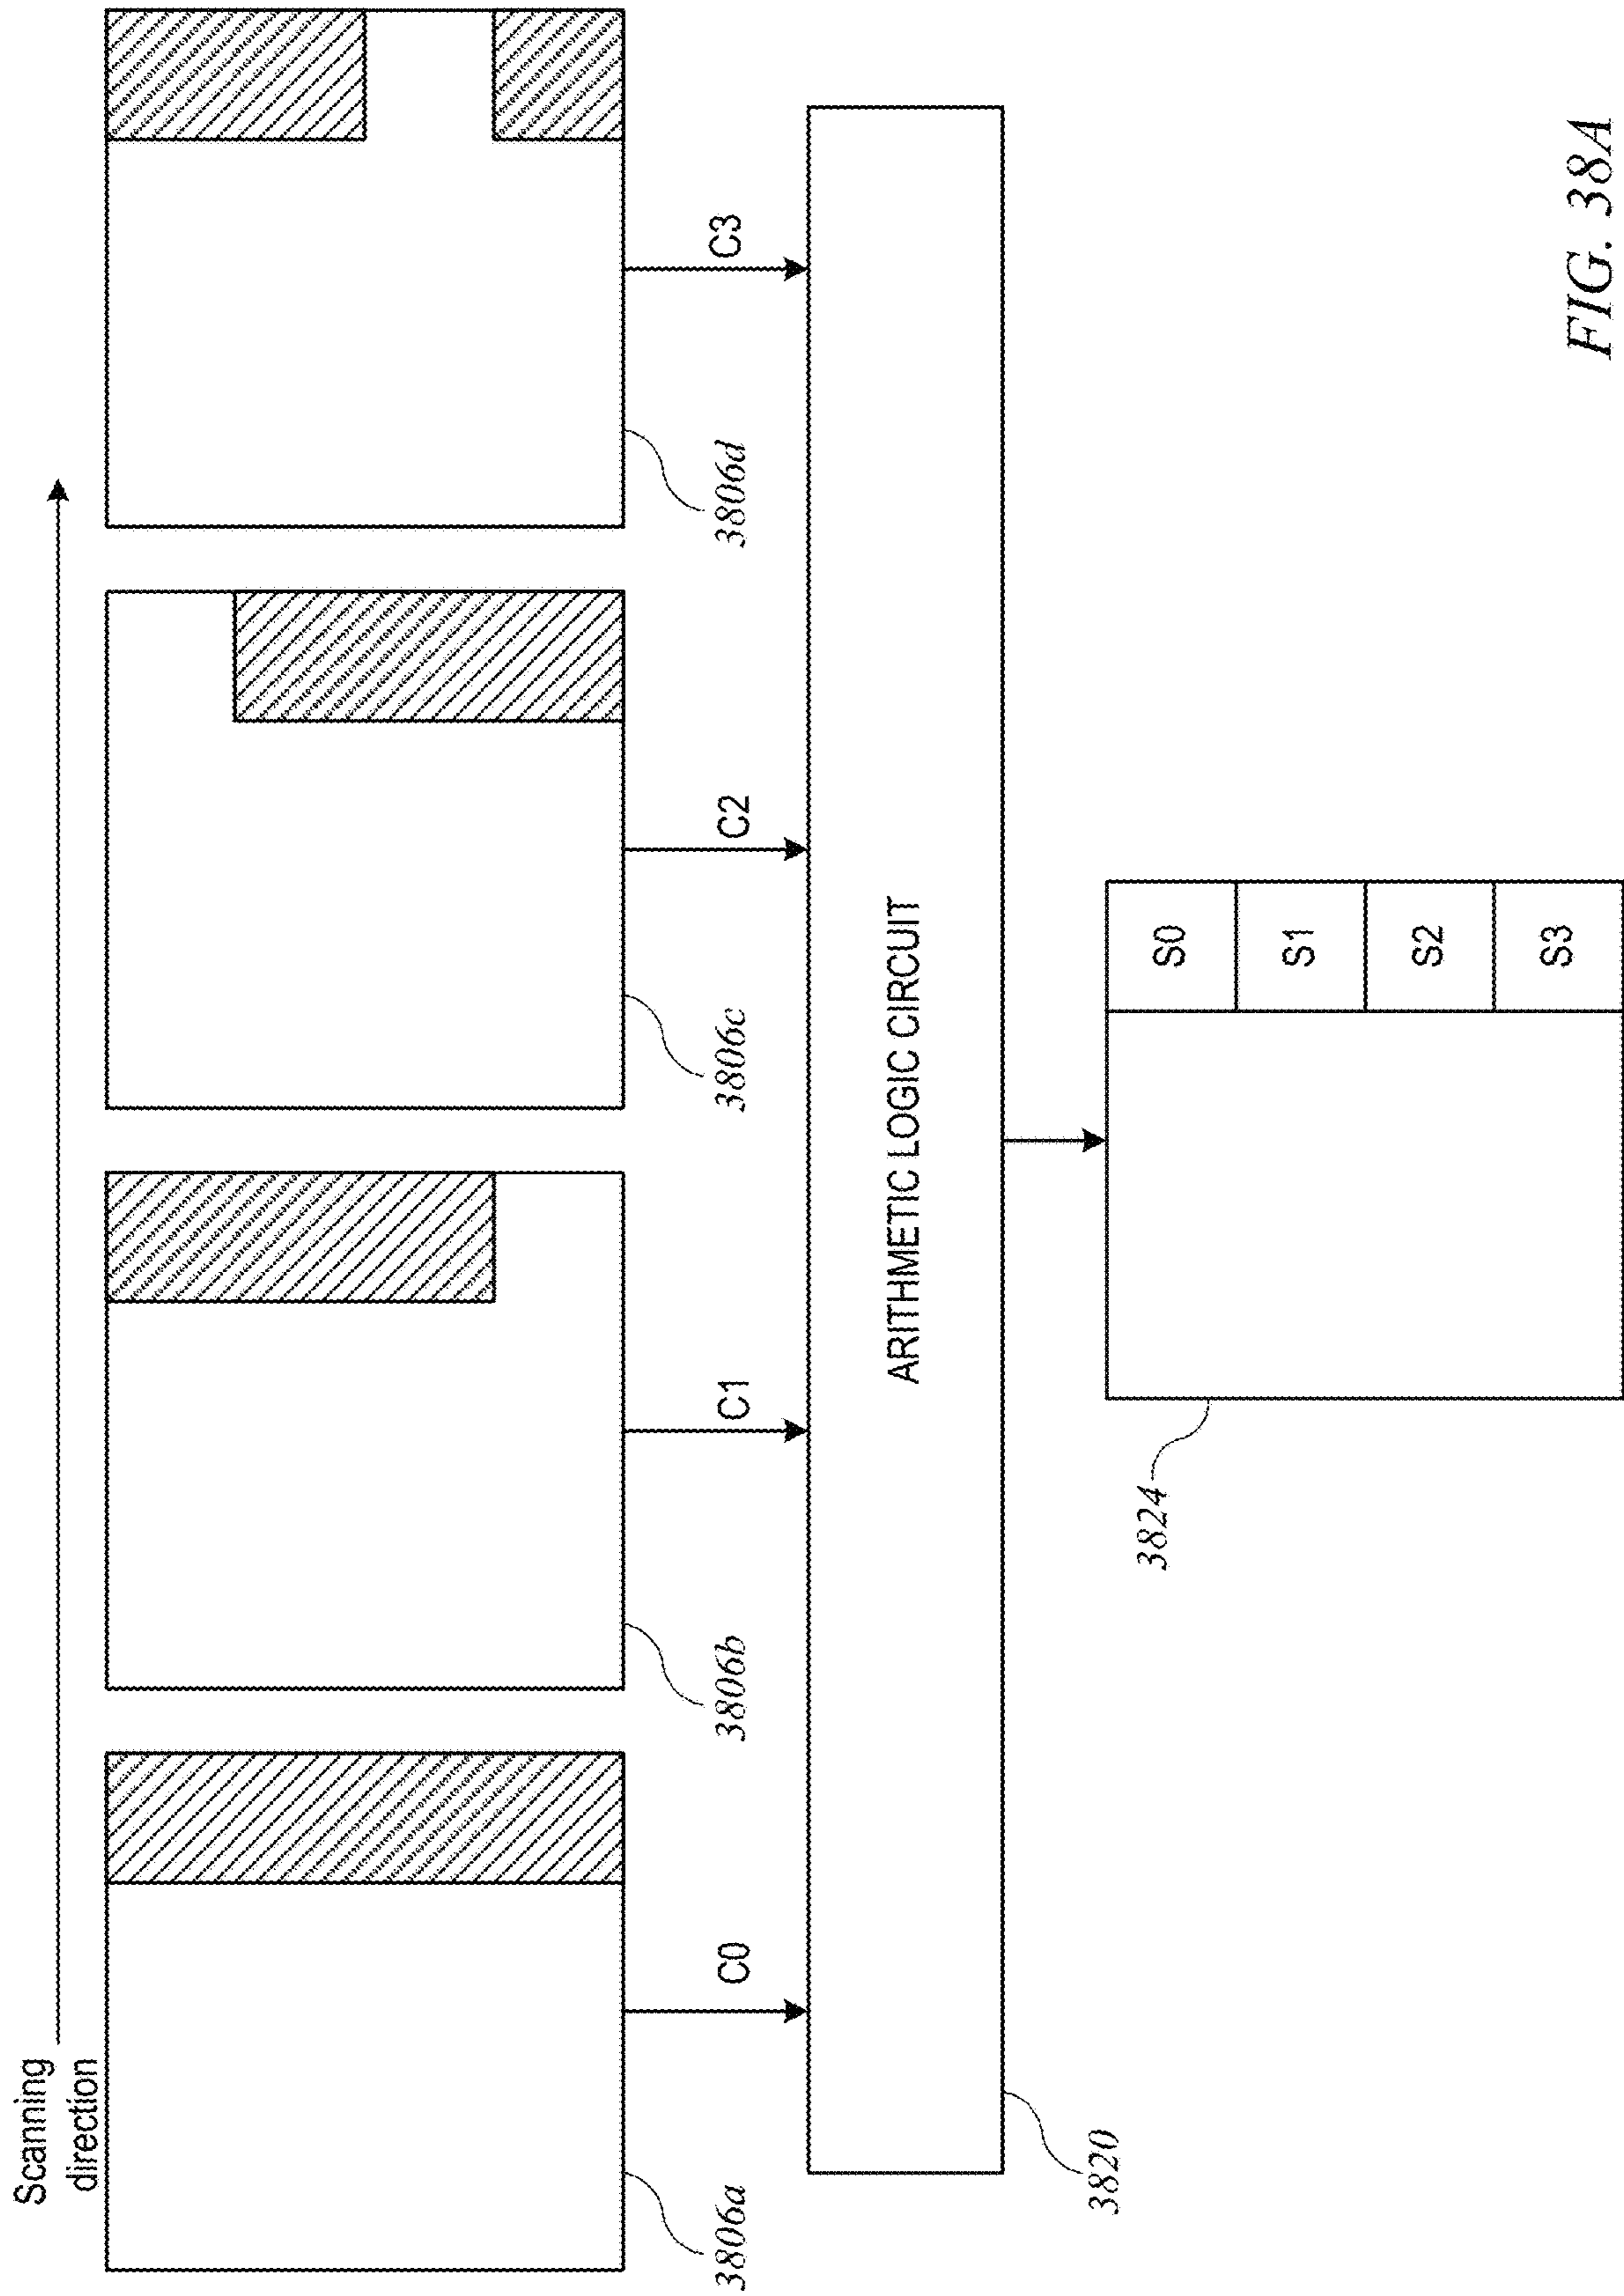 Scanning
direction
3806a
3806b
3806c
3806d
C0
C1
C2
C3
ARITHMETIC LOGIC CIRCUIT
3820
3824
S0
S1
S2
S3
FIG. 38A